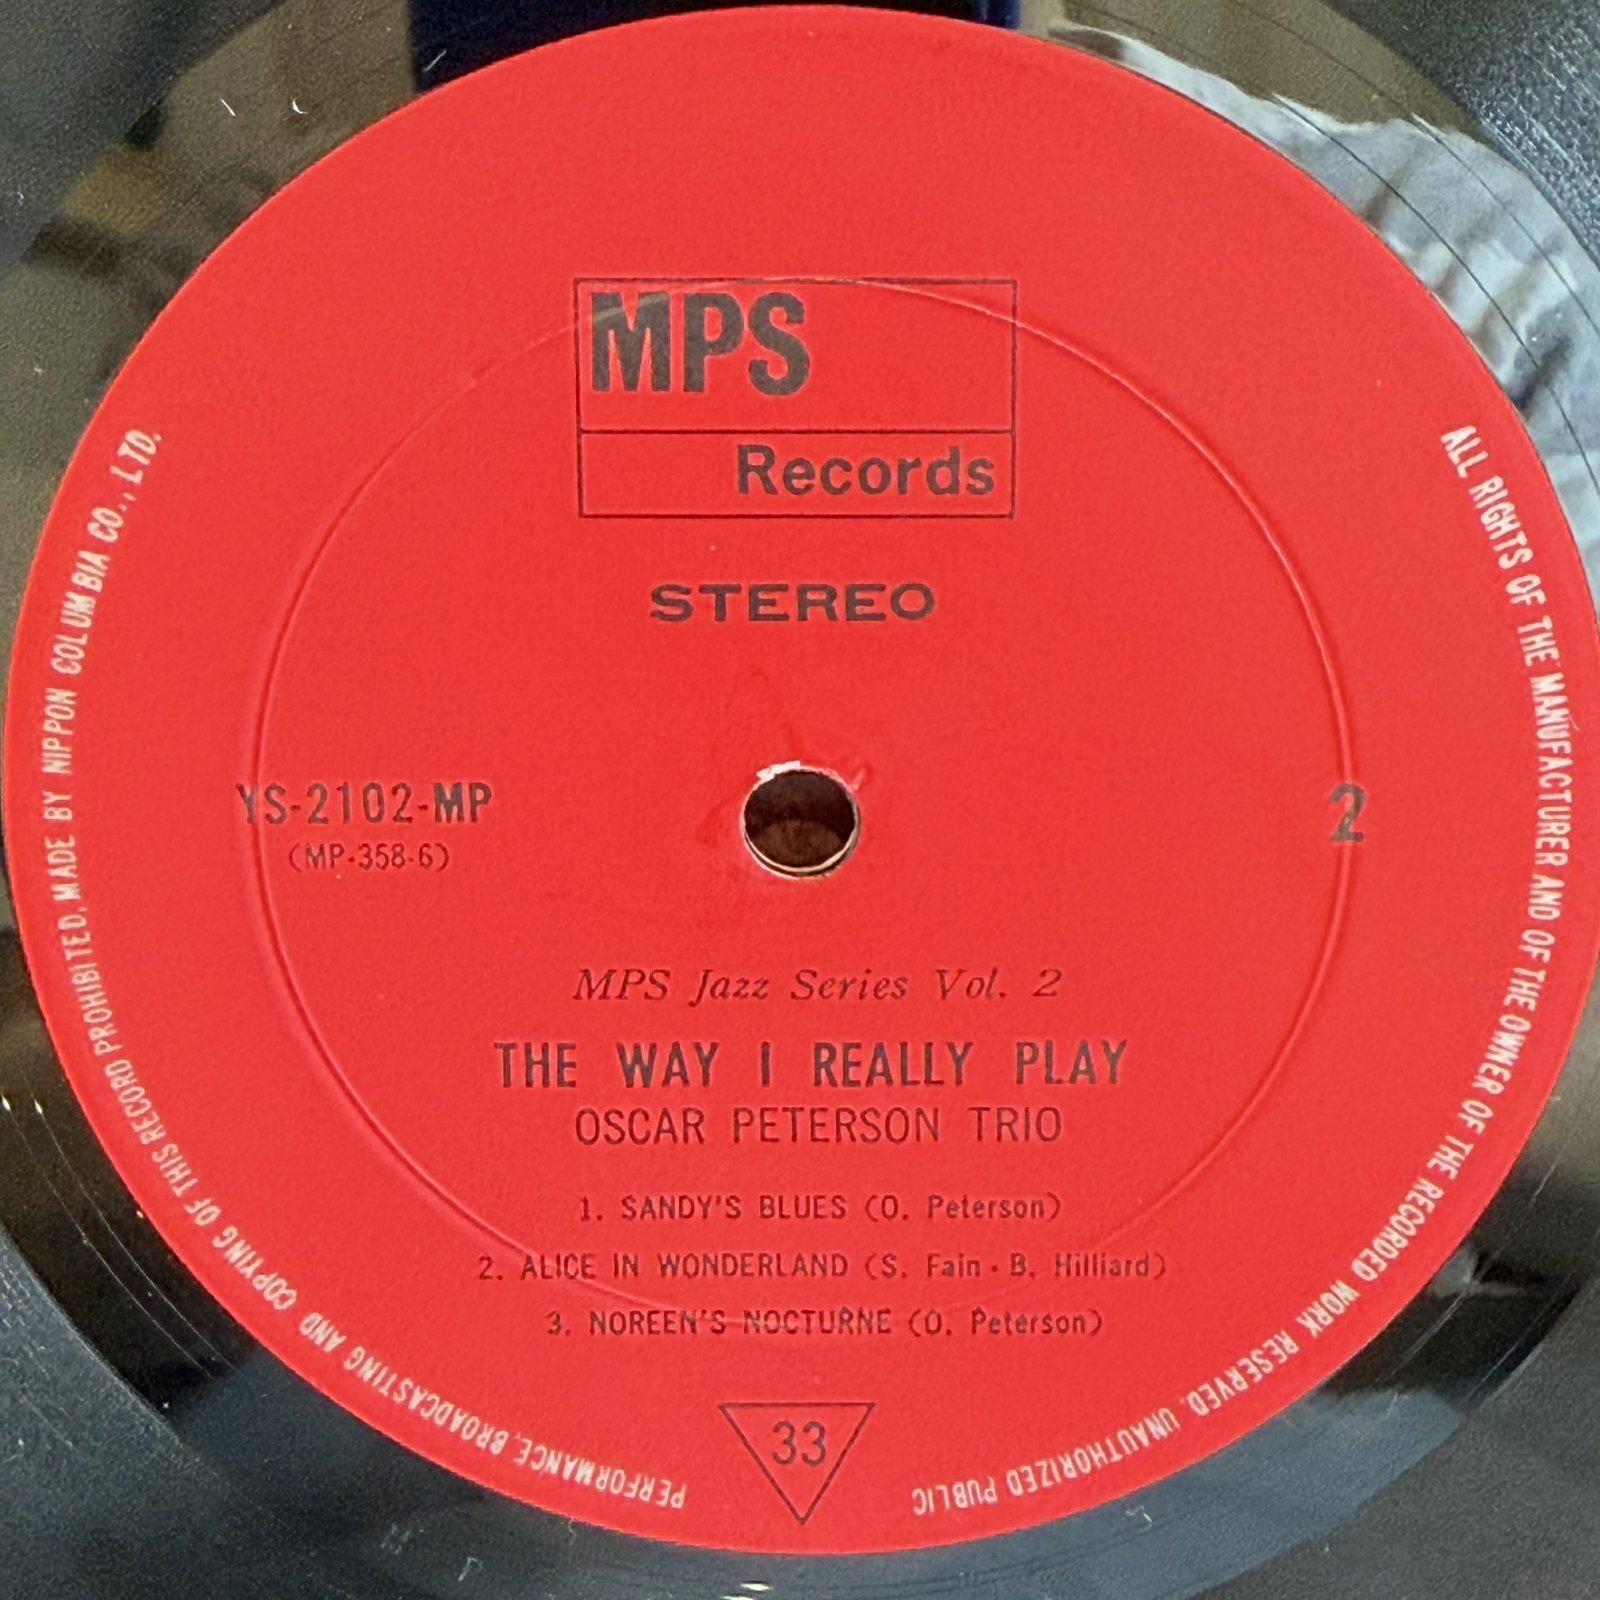 MPS
Records
STEREO
YS-2102-MP
(MP-358-6)
2
MPS Jazz Series Vol. 2
THE WAY I REALLY PLAY
OSCAR PETERSON TRIO
1. SANDY'S BLUES (O. Peterson)
2. ALICE IN WONDERLAND (S. Fain · B. Hilliard)
3. NOREEN'S NOCTURNE (O. Peterson)
33
ALL RIGHTS OF THE MANUFACTURER AND OF THE OWNER OF THE RECORDED WORK RESERVED. UNAUTHORIZED PUBLIC PERFORMANCE, BROADCASTING AND COPYING OF THIS RECORD PROHIBITED. MADE BY NIPPON COLUMBIA CO., LTD.